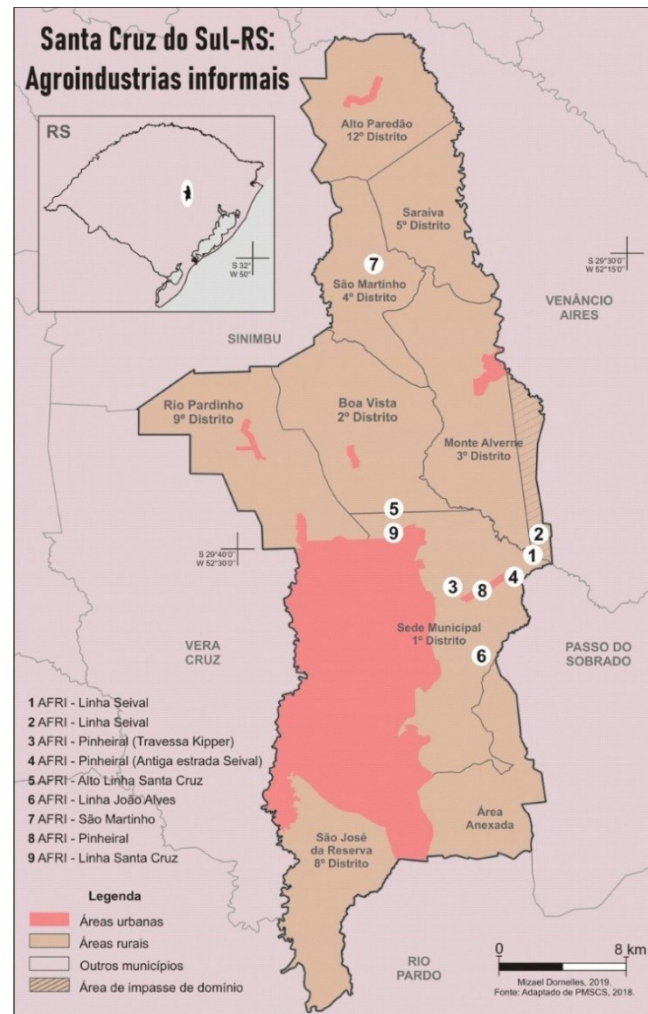 Santa Cruz do Sul-RS:
Agroindustrias informais
RS
S 32°
W 50°
Alto Paredão
12º Distrito
Saraiva
5º Distrito
7
São Martinho
4º Distrito
S 29°30'0"
W 52°15'0"
VENÂNCIO
AIRES
SINIMBU
Rio Pardinho
9º Distrito
Boa Vista
2º Distrito
Monte Alverne
3º Distrito
5
9
2
1
S 29°40'0"
W 52°30'0"
3
8
4
Sede Municipal
1º Distrito
6
VERA
CRUZ
PASSO DO
SOBRADO
1 AFRI - Linha Seival
2 AFRI - Linha Seival
3 AFRI - Pinheiral (Travessa Kipper)
4 AFRI - Pinheiral (Antiga estrada Seival)
5 AFRI - Alto Linha Santa Cruz
6 AFRI - Linha João Alves
7 AFRI - São Martinho
8 AFRI - Pinheiral
9 AFRI - Linha Santa Cruz
Área
Anexada
São José
da Reserva
8º Distrito
Legenda
Áreas urbanas
Áreas rurais
Outros municípios
Área de impasse de domínio
RIO
PARDO
0 8 km
Mizael Dornelles, 2019.
Fonte: Adaptado de PMSCS, 2018.